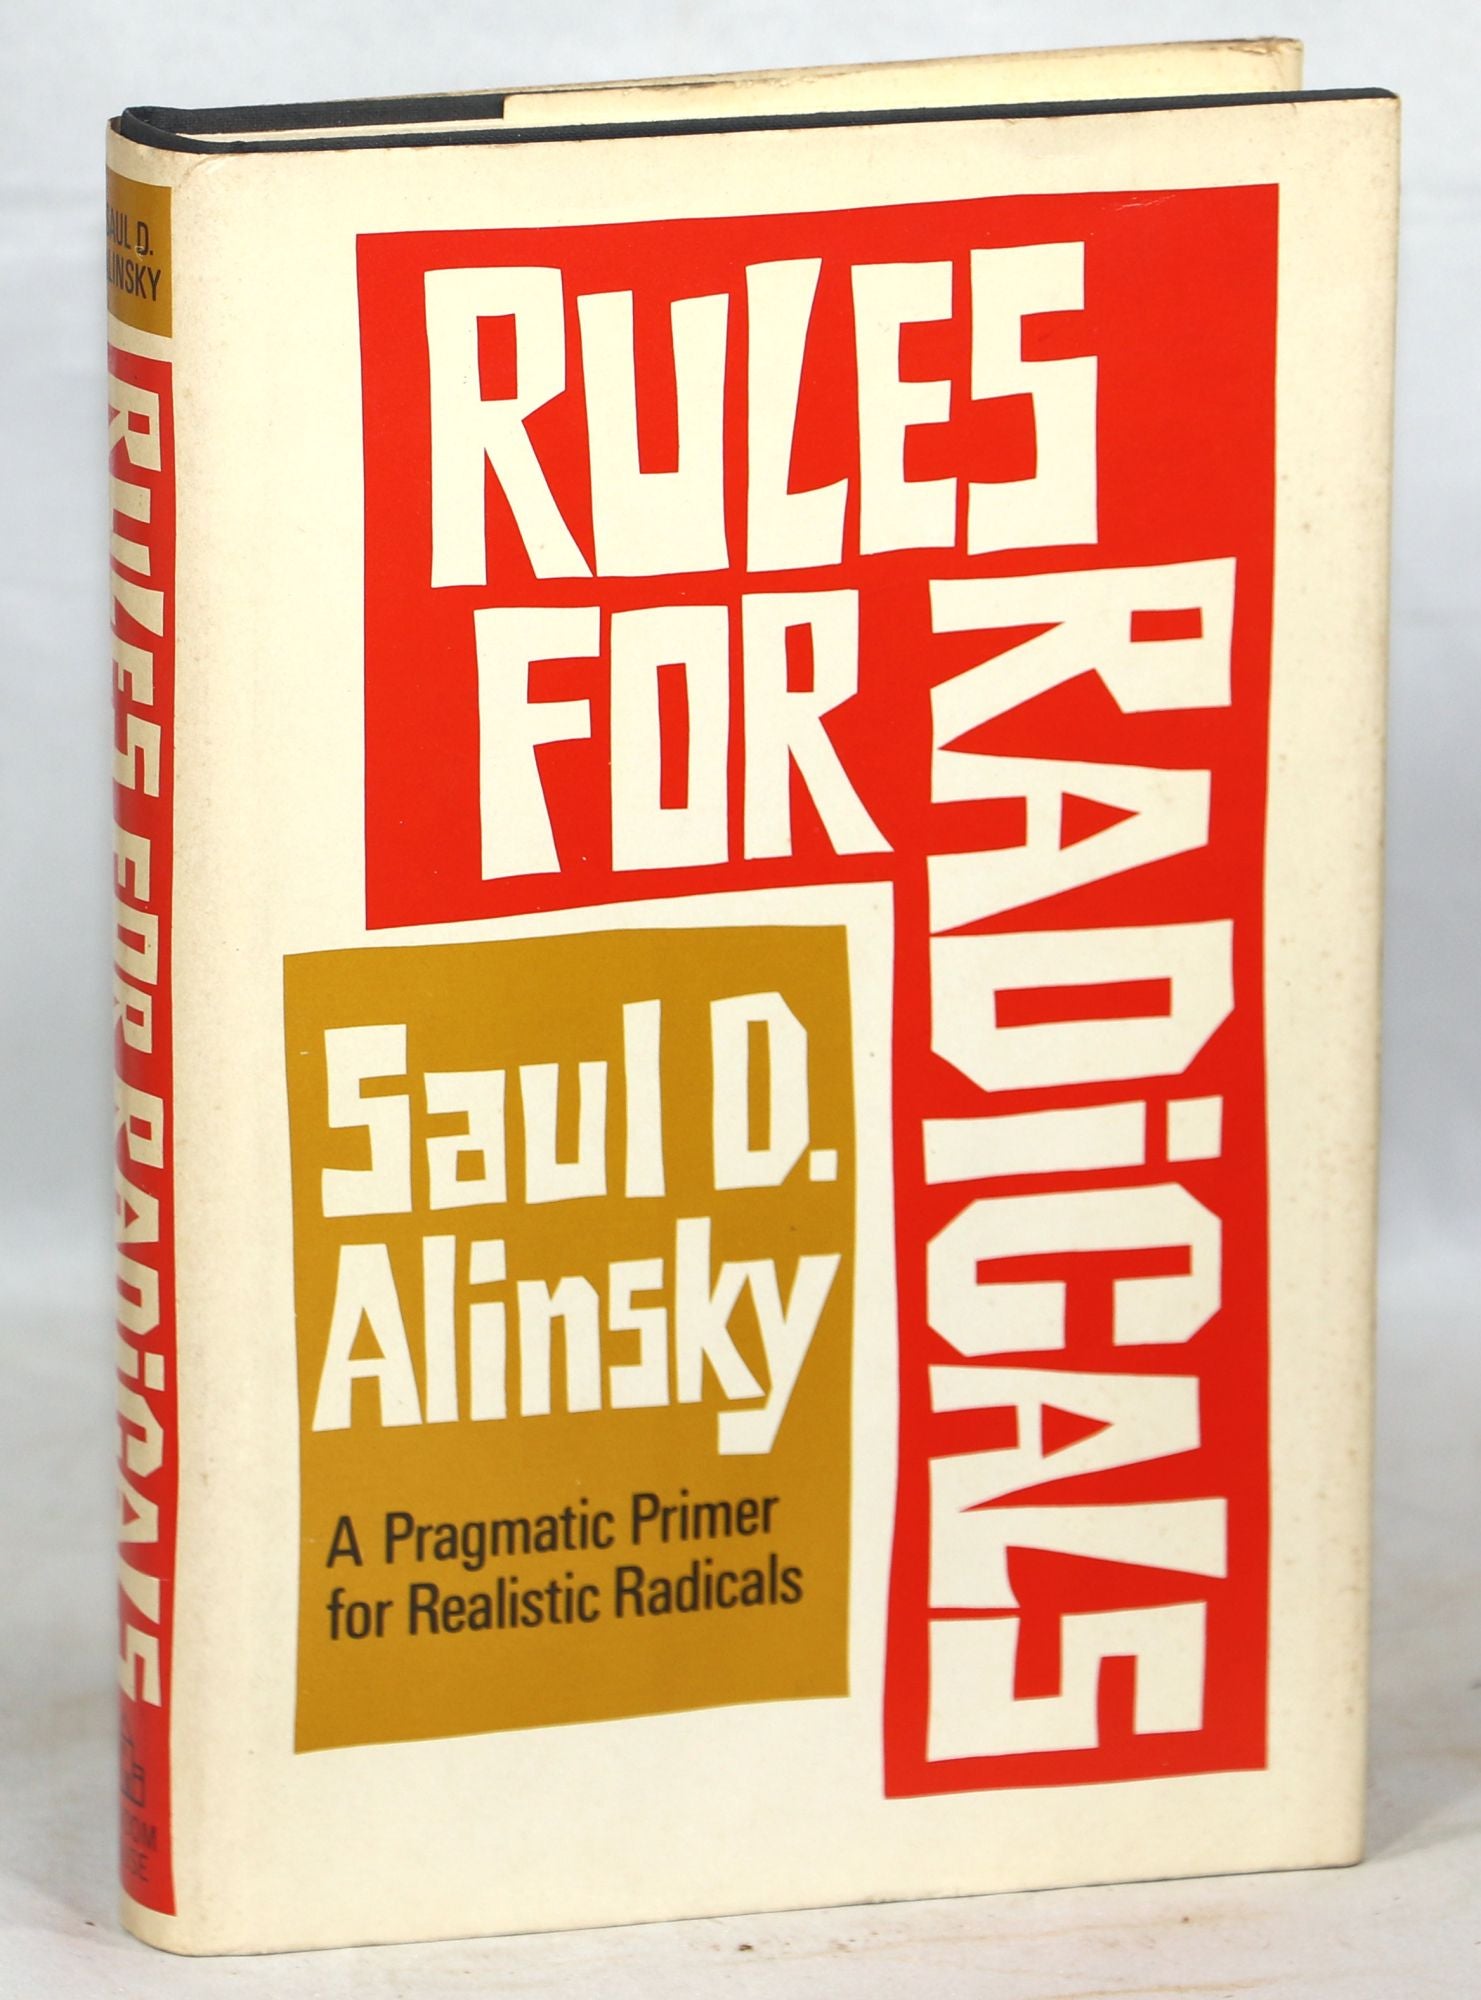 SAUL D.
ALINSKY
RULES FOR RADiCALS
RULES
FOR
RADiCALS
Saul D.
Alinsky
A Pragmatic Primer
for Realistic Radicals